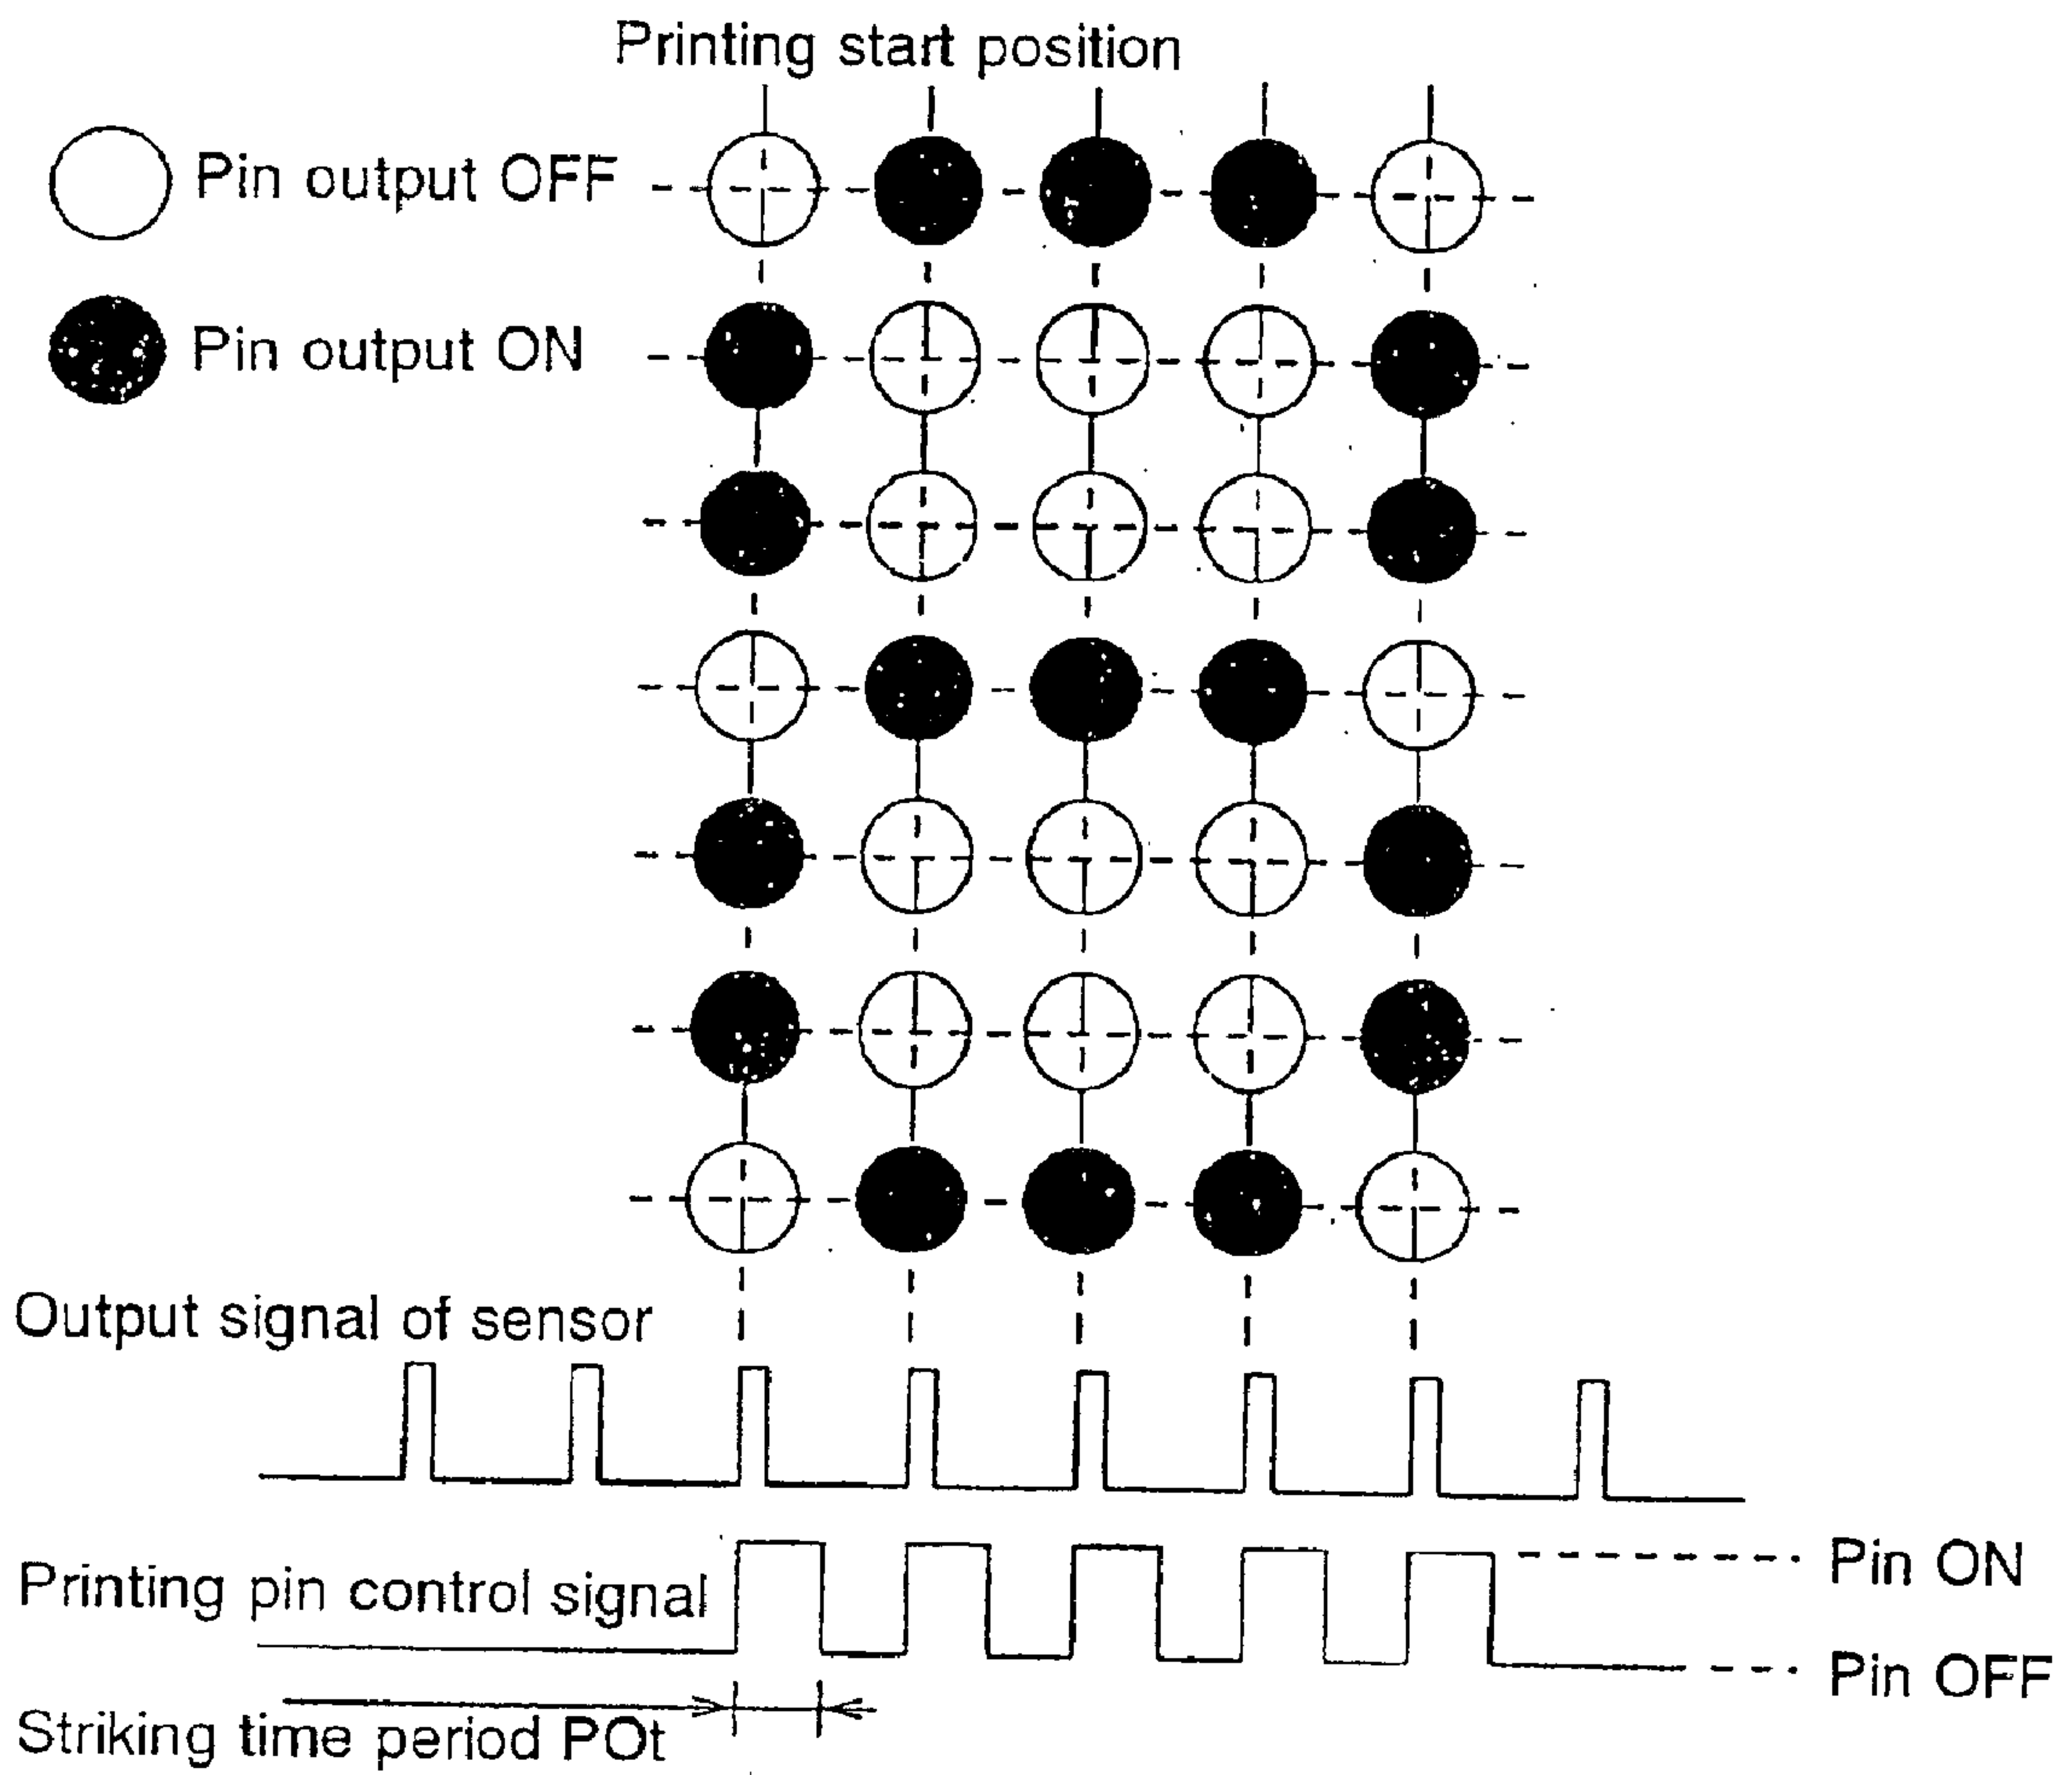 Printing start position
Pin output OFF
Pin output ON
Output signal of sensor
Printing pin control signal
Pin ON
Pin OFF
Striking time period POt